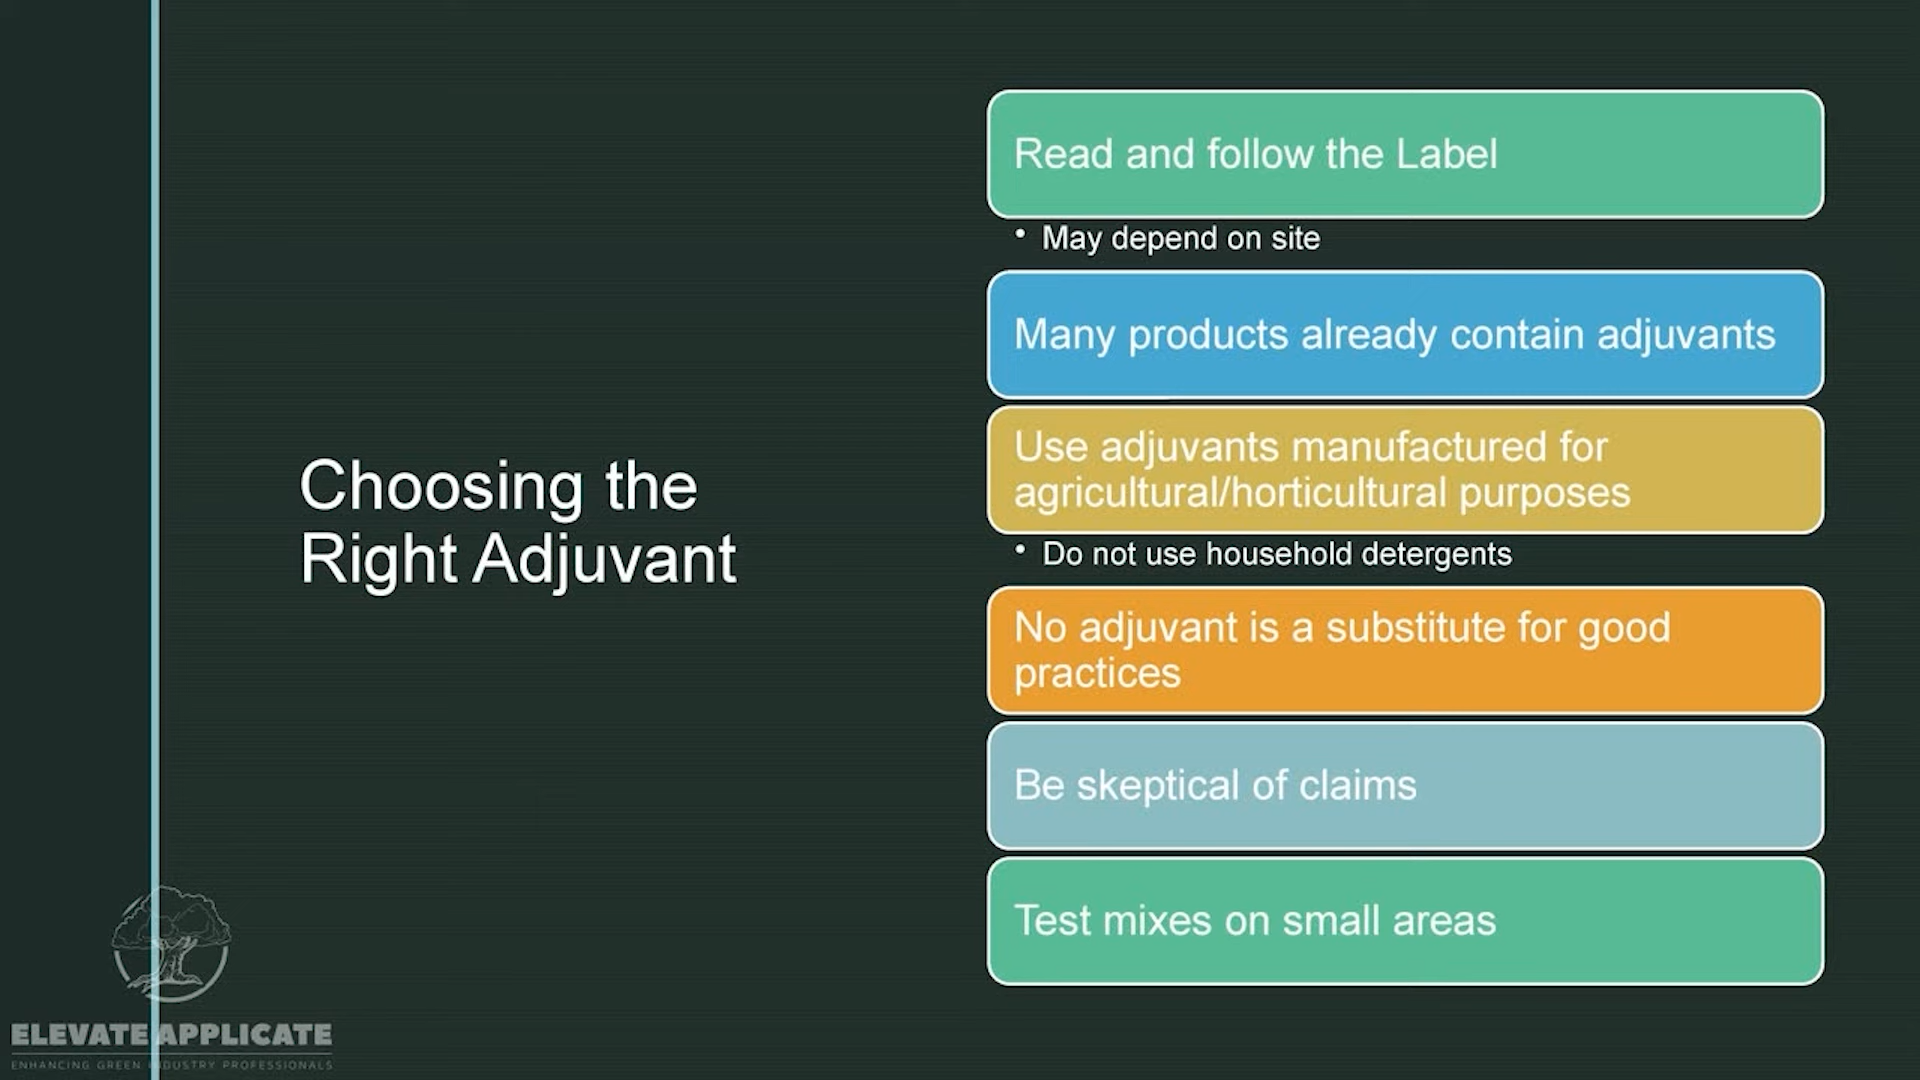 Choosing the
Right Adjuvant
Read and follow the Label
• May depend on site
Many products already contain adjuvants
Use adjuvants manufactured for
agricultural/horticultural purposes
• Do not use household detergents
No adjuvant is a substitute for good
practices
Be skeptical of claims
Test mixes on small areas
ELEVATE APPLICATE
ENHANCING GREEN INDUSTRY PROFESSIONALS